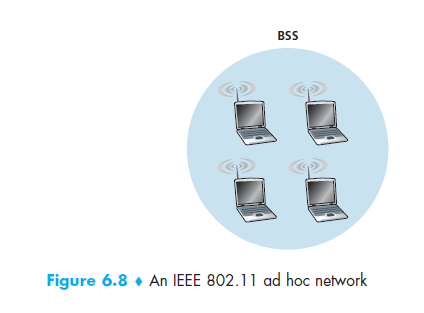 BSS
Figure 6.8 ♦ An IEEE 802.11 ad hoc network